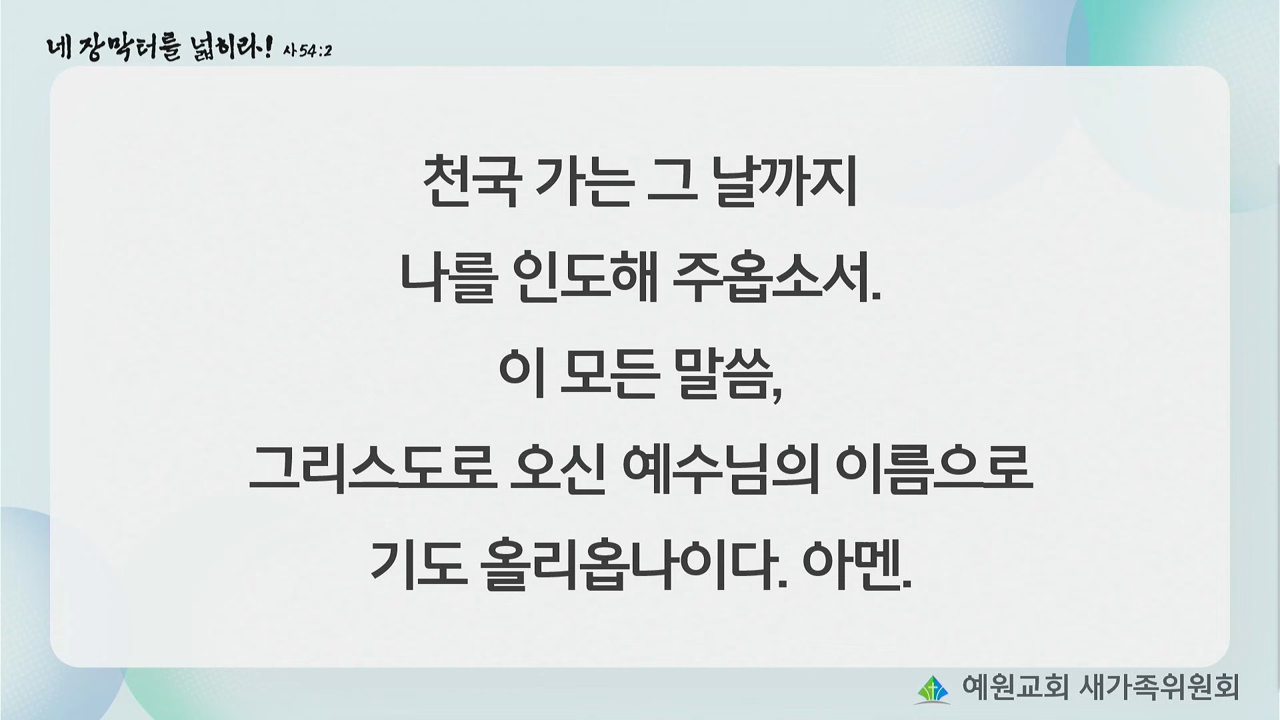 네 장막터를 넓히라! 사54:2
천국 가는 그 날까지
나를 인도해 주옵소서.
이 모든 말씀,
그리스도로 오신 예수님의 이름으로
기도 올리옵나이다. 아멘.
예원교회 새가족위원회